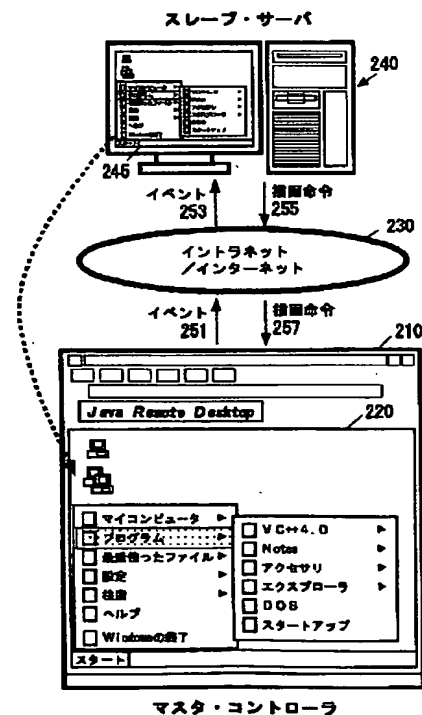 スレーブ・サーバ
240
245
イベント
253
描画命令
255
230
イントラネット
/インターネット
イベント
251
描画命令
257
210
Java Remote Desktop
220
マイコンピュータ
プログラム
最近使ったファイル
設定
検索
ヘルプ
Windowsの終了
スタート
VC++4.0
Notes
アクセサリ
エクスプローラ
DOS
スタートアップ
マスタ・コントローラ